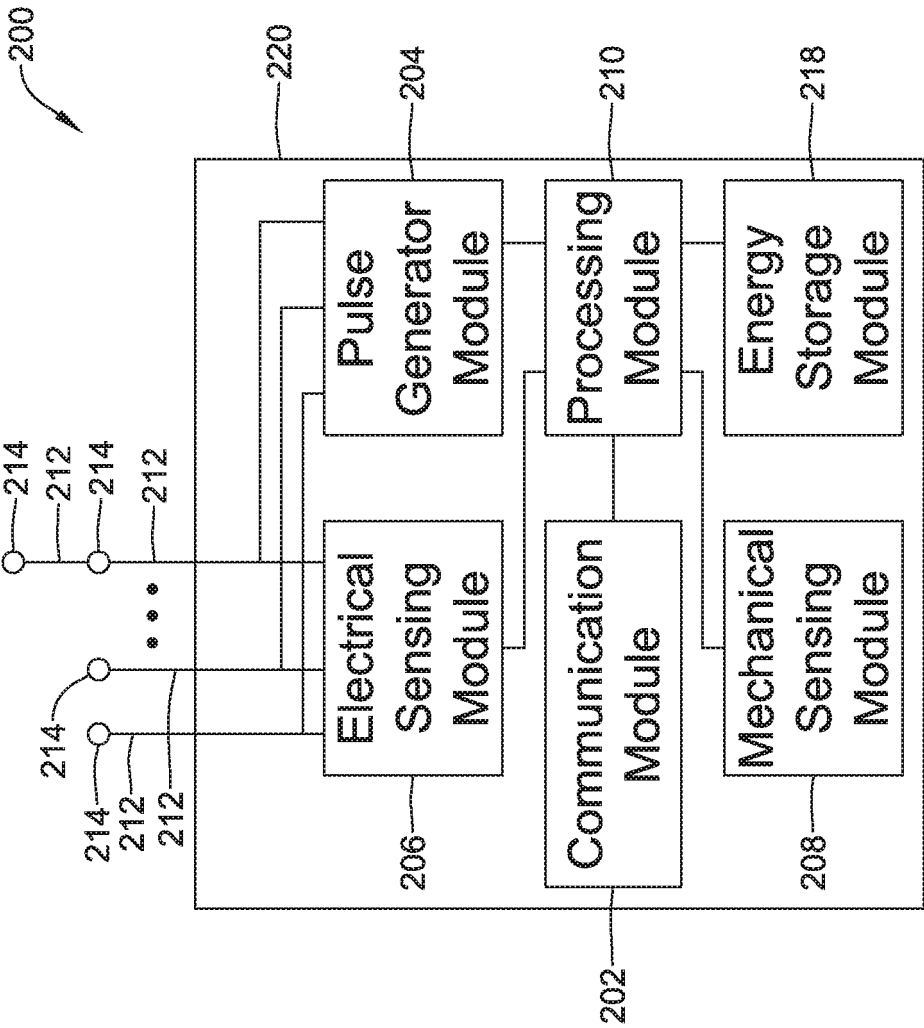 200
214
212
214
212
214
214
212
212
220
Electrical
Sensing
Module
206
Pulse
Generator
Module
204
Communication
Module
202
Processing
Module
210
Mechanical
Sensing
Module
208
Energy
Storage
Module
218